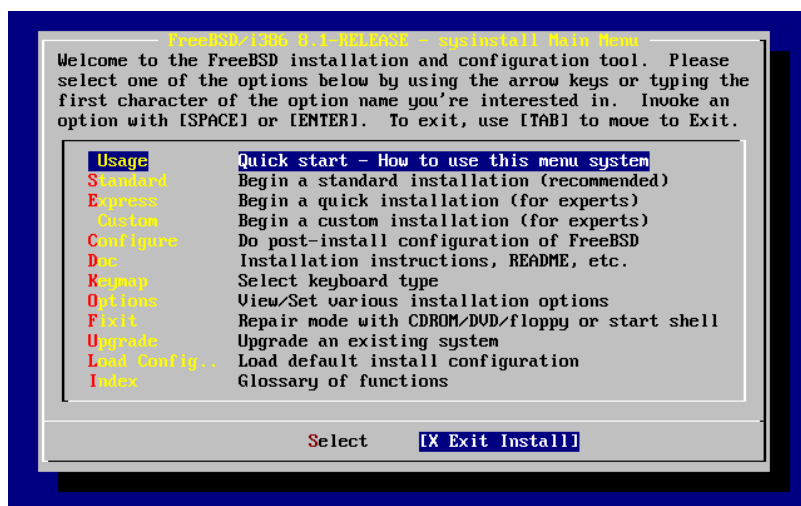 FreeBSD/i386 8.1-RELEASE - sysinstall Main Menu
Welcome to the FreeBSD installation and configuration tool.  Please
select one of the options below by using the arrow keys or typing the
first character of the option name you're interested in.  Invoke an
option with [SPACE] or [ENTER].  To exit, use [TAB] to move to Exit.
Usage Quick start - How to use this menu system
Standard Begin a standard installation (recommended)
Express Begin a quick installation (for experts)
Custom Begin a custom installation (for experts)
Configure Do post-install configuration of FreeBSD
Doc Installation instructions, README, etc.
Keymap Select keyboard type
Options View/Set various installation options
Fixit Repair mode with CDROM/DVD/floppy or start shell
Upgrade Upgrade an existing system
Load Config.. Load default install configuration
Index Glossary of functions
Select [X Exit Install]